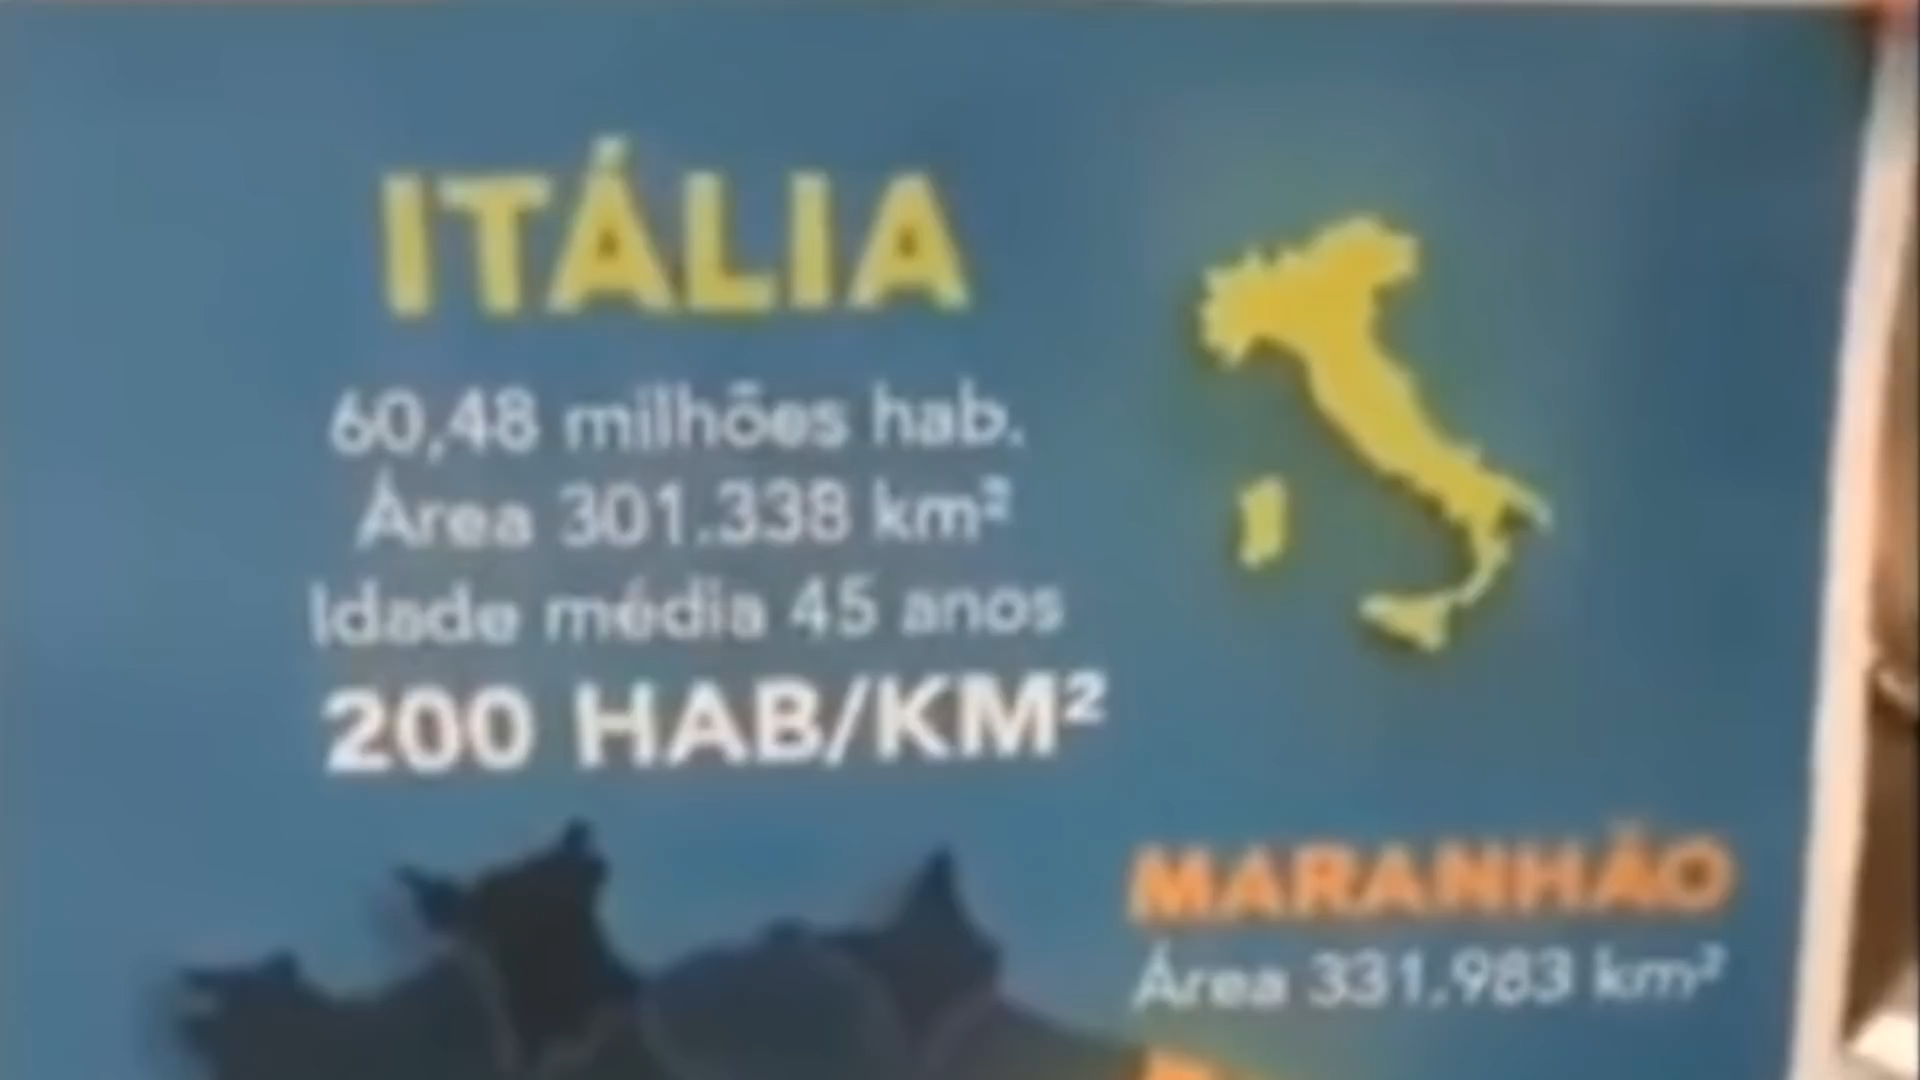 ITÁLIA
60,48 milhões hab.
Área 301.338 km²
Idade média 45 anos
200 HAB/KM²
MARANHÃO
Área 331.983 km²